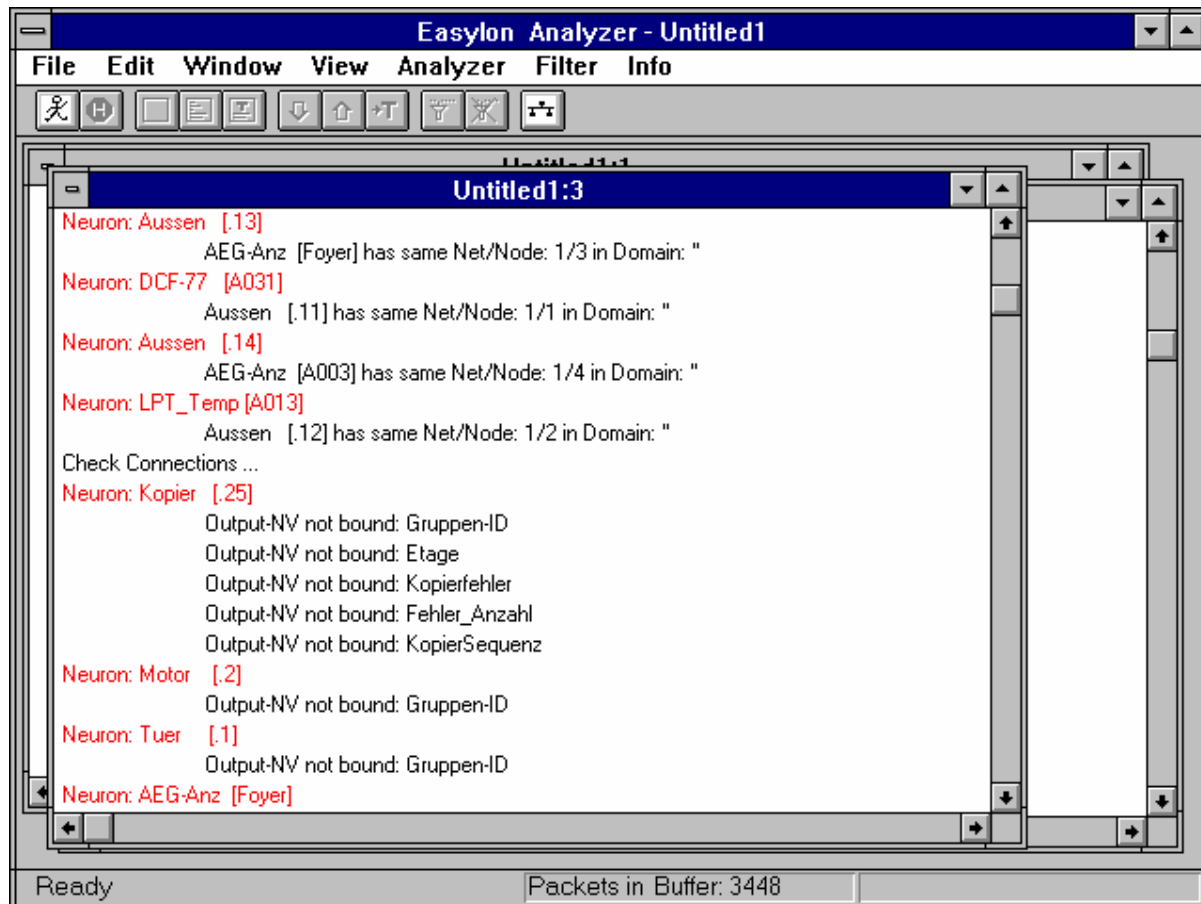 Easylon Analyzer - Untitled1
File Edit Window View Analyzer Filter Info
Untitled1:1
Untitled1:3
Neuron: Aussen [.13]
AEG-Anz [Foyer] has same Net/Node: 1/3 in Domain: ''
Neuron: DCF-77 [A031]
Aussen [.11] has same Net/Node: 1/1 in Domain: ''
Neuron: Aussen [.14]
AEG-Anz [A003] has same Net/Node: 1/4 in Domain: ''
Neuron: LPT_Temp [A013]
Aussen [.12] has same Net/Node: 1/2 in Domain: ''
Check Connections ...
Neuron: Kopier [.25]
Output-NV not bound: Gruppen-ID
Output-NV not bound: Etage
Output-NV not bound: Kopierfehler
Output-NV not bound: Fehler_Anzahl
Output-NV not bound: KopierSequenz
Neuron: Motor [.2]
Output-NV not bound: Gruppen-ID
Neuron: Tuer [.1]
Output-NV not bound: Gruppen-ID
Neuron: AEG-Anz [Foyer]
Ready Packets in Buffer: 3448